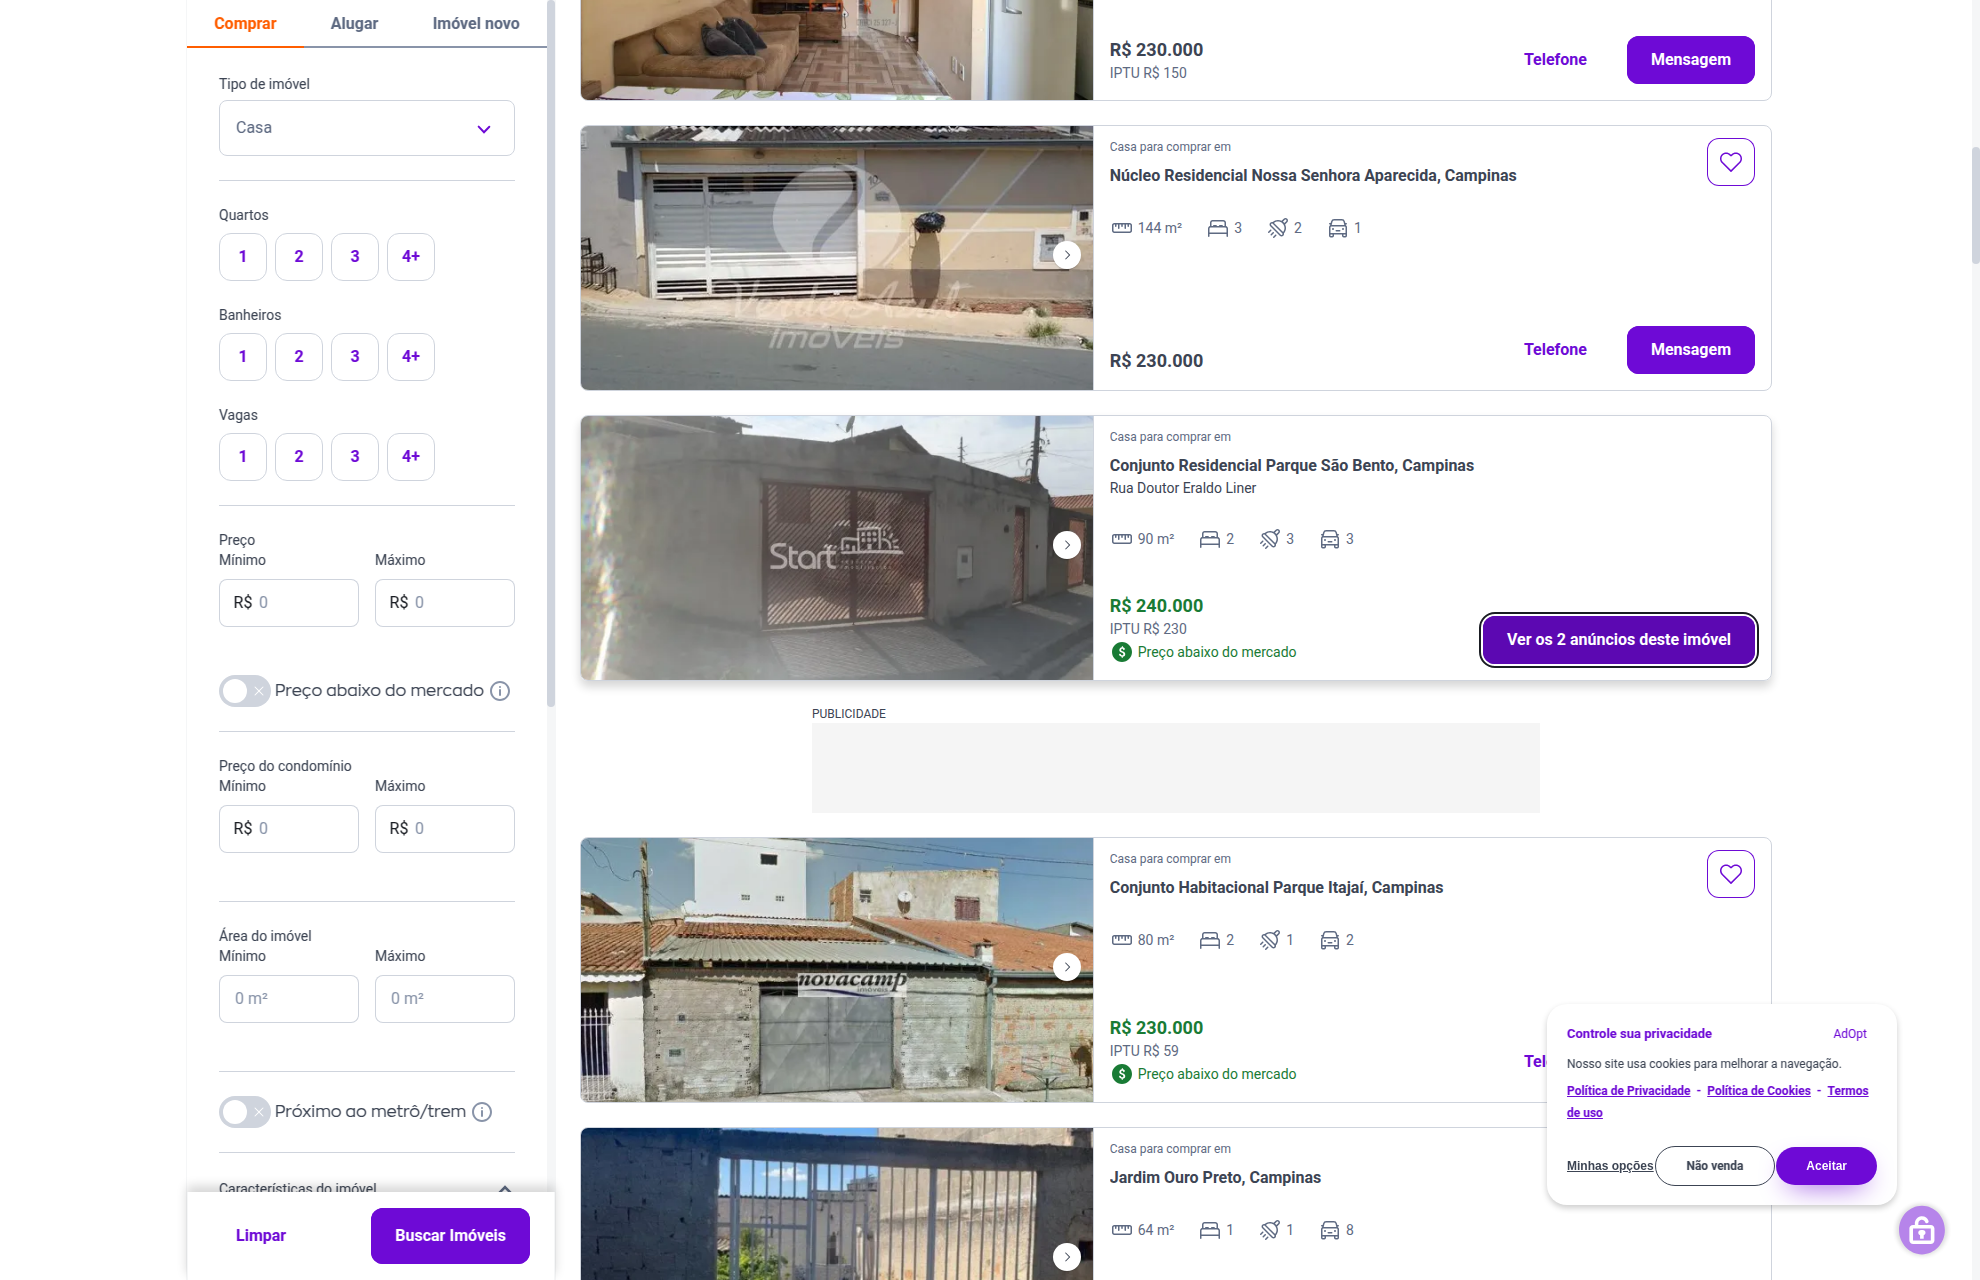 Comprar
Alugar
Imóvel novo
Tipo de imóvel
Casa
Quartos
1
2
3
4+
Banheiros
1
2
3
4+
Vagas
1
2
3
4+
Preço
Mínimo
Máximo
R$ 0
R$ 0
Preço abaixo do mercado
Preço do condomínio
Mínimo
Máximo
R$ 0
R$ 0
Área do imóvel
Mínimo
Máximo
0 m²
0 m²
Próximo ao metrô/trem
Características do imóvel
Limpar
Buscar Imóveis
R$ 230.000
IPTU R$ 150
Telefone
Mensagem
VerdeAzul
imóveis
Casa para comprar em
Núcleo Residencial Nossa Senhora Aparecida, Campinas
144 m²
3
2
1
R$ 230.000
Telefone
Mensagem
Start
Casa para comprar em
Conjunto Residencial Parque São Bento, Campinas
Rua Doutor Eraldo Liner
90 m²
2
3
3
R$ 240.000
IPTU R$ 230
Preço abaixo do mercado
Ver os 2 anúncios deste imóvel
PUBLICIDADE
novacamp
imóveis
Casa para comprar em
Conjunto Habitacional Parque Itajaí, Campinas
80 m²
2
1
2
R$ 230.000
IPTU R$ 59
Preço abaixo do mercado
Tel
Casa para comprar em
Jardim Ouro Preto, Campinas
64 m²
1
1
8
Controle sua privacidade
AdOpt
Nosso site usa cookies para melhorar a navegação.
Política de Privacidade - Política de Cookies - Termos
de uso
Minhas opções
Não venda
Aceitar